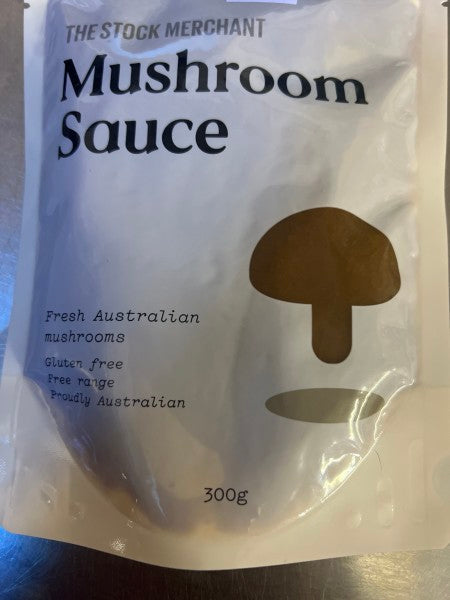 THE STOCK MERCHANT
Mushroom
Sauce
Fresh Australian
mushrooms
Gluten free
Free range
Proudly Australian
300g